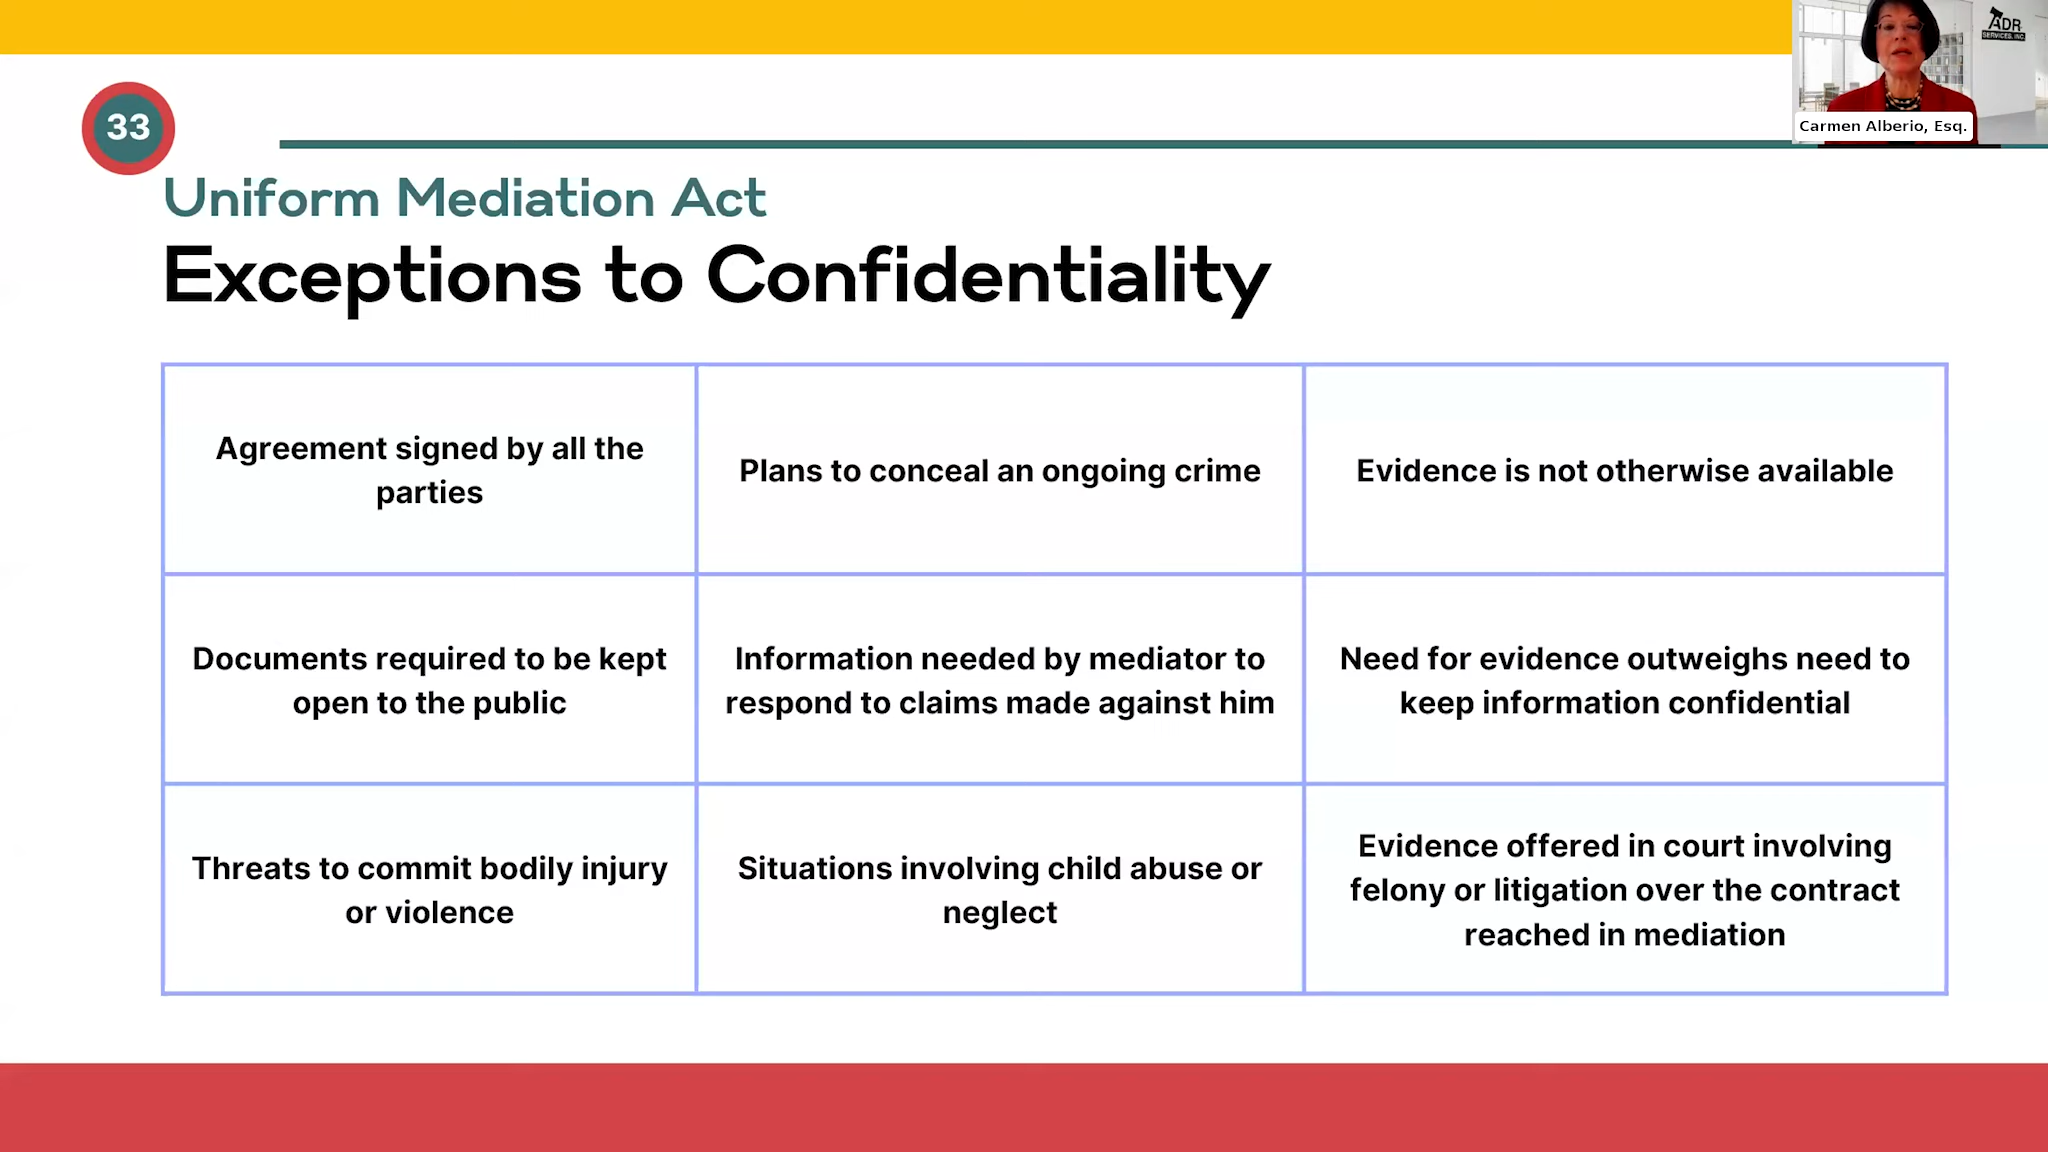 ADR
SERVICES, INC.
Carmen Alberio, Esq.
33
Uniform Mediation Act
Exceptions to Confidentiality
Agreement signed by all the
parties
Plans to conceal an ongoing crime
Evidence is not otherwise available
Documents required to be kept
open to the public
Information needed by mediator to
respond to claims made against him
Need for evidence outweighs need to
keep information confidential
Threats to commit bodily injury
or violence
Situations involving child abuse or
neglect
Evidence offered in court involving
felony or litigation over the contract
reached in mediation